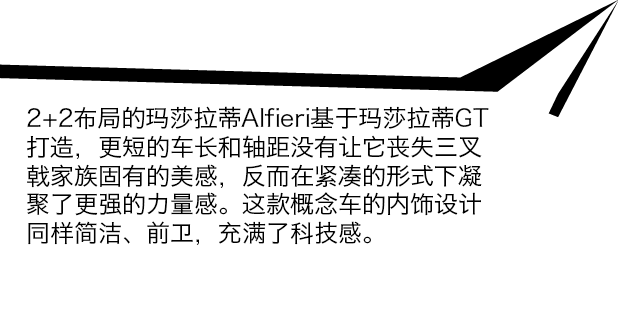 2+2布局的玛莎拉蒂Alfieri基于玛莎拉蒂GT
打造，更短的车长和轴距没有让它丧失三叉
戟家族固有的美感，反而在紧凑的形式下凝
聚了更强的力量感。这款概念车的内饰设计
同样简洁、前卫，充满了科技感。